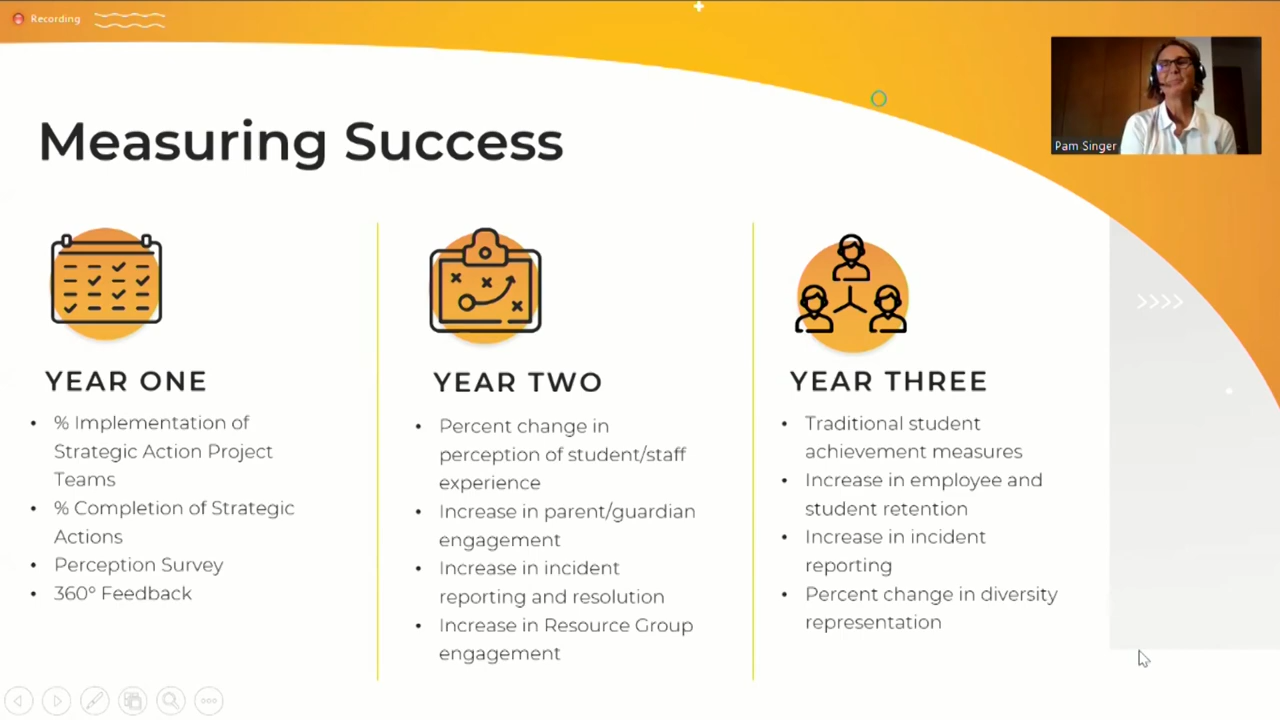 Recording
Pam Singer
Measuring Success
YEAR ONE
• % Implementation of
Strategic Action Project
Teams
• % Completion of Strategic
Actions
• Perception Survey
• 360° Feedback
YEAR TWO
• Percent change in
perception of student/staff
experience
• Increase in parent/guardian
engagement
• Increase in incident
reporting and resolution
• Increase in Resource Group
engagement
YEAR THREE
• Traditional student
achievement measures
• Increase in employee and
student retention
• Increase in incident
reporting
• Percent change in diversity
representation